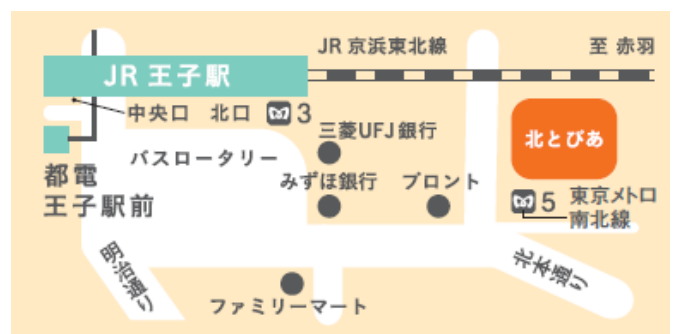 JR 京浜東北線
至 赤羽
JR 王子駅
中央口 北口 3
三菱UFJ銀行
北とぴあ
バスロータリー
都電
王子駅前
みずほ銀行
プロント
5 東京メトロ
南北線
明治通り
北本通り
ファミリーマート